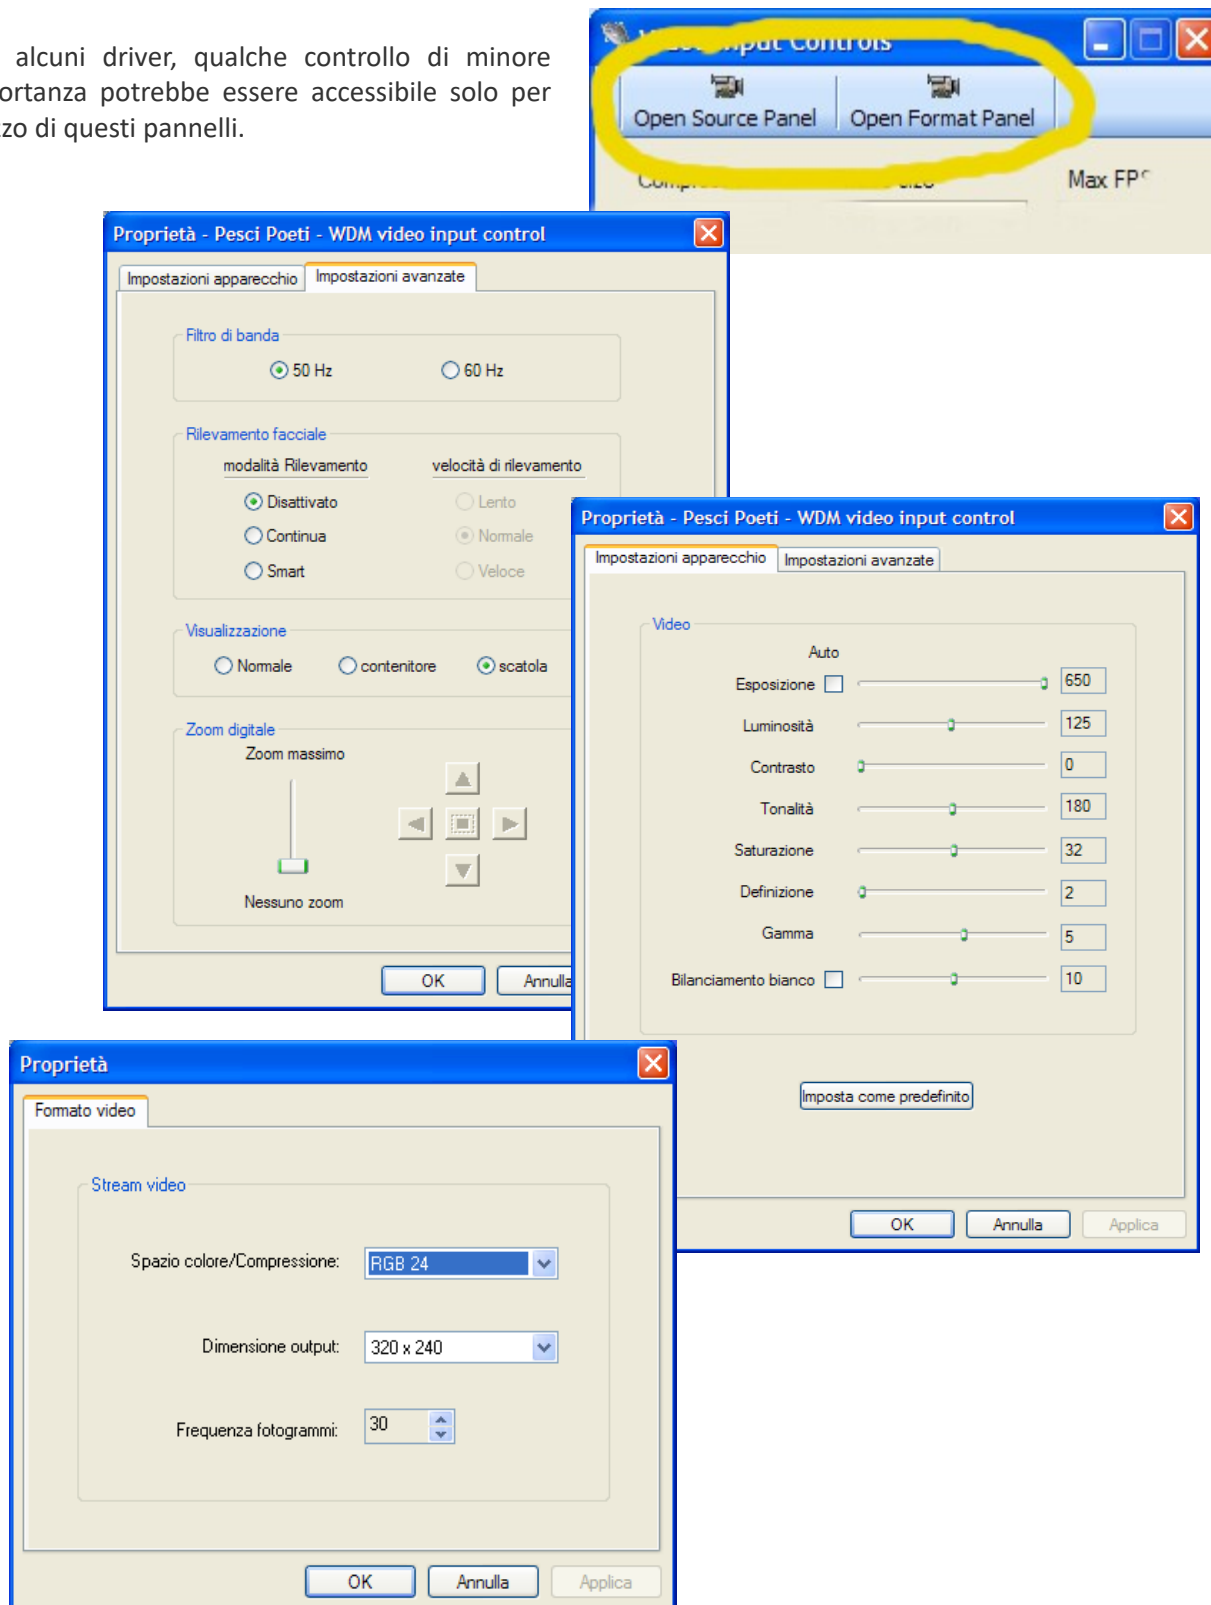 alcuni driver, qualche controllo di minore
potrebbe essere accessibile solo per
di questi pannelli.
Input Controls
Open Source Panel Open Format Panel
Max
Proprietà - Pesci Poeti - WDM video input control
Impostazioni apparecchio Impostazioni avanzate
Filtro di banda
50 Hz 60 Hz
Rilevamento facciale
modalità Rilevamento velocità di rilevamento
Disattivato Lento
Continua Normale
Smart Veloce
Visualizzazione
Normale contenitore scatola
Zoom digitale
Zoom massimo
Nessuno zoom
OK Annulla
Proprietà - Pesci Poeti - WDM video input control
Impostazioni apparecchio Impostazioni avanzate
Video
Auto
Esposizione 650
Luminosità 125
Contrasto 0
Tonalità 180
Saturazione 32
Definizione 2
Gamma 5
Bilanciamento bianco 10
Imposta come predefinito
OK Annulla Applica
Proprietà
Formato video
Stream video
Spazio colore/Compressione: RGB 24
Dimensione output: 320 x 240
Frequenza fotogrammi: 30
OK Annulla Applica